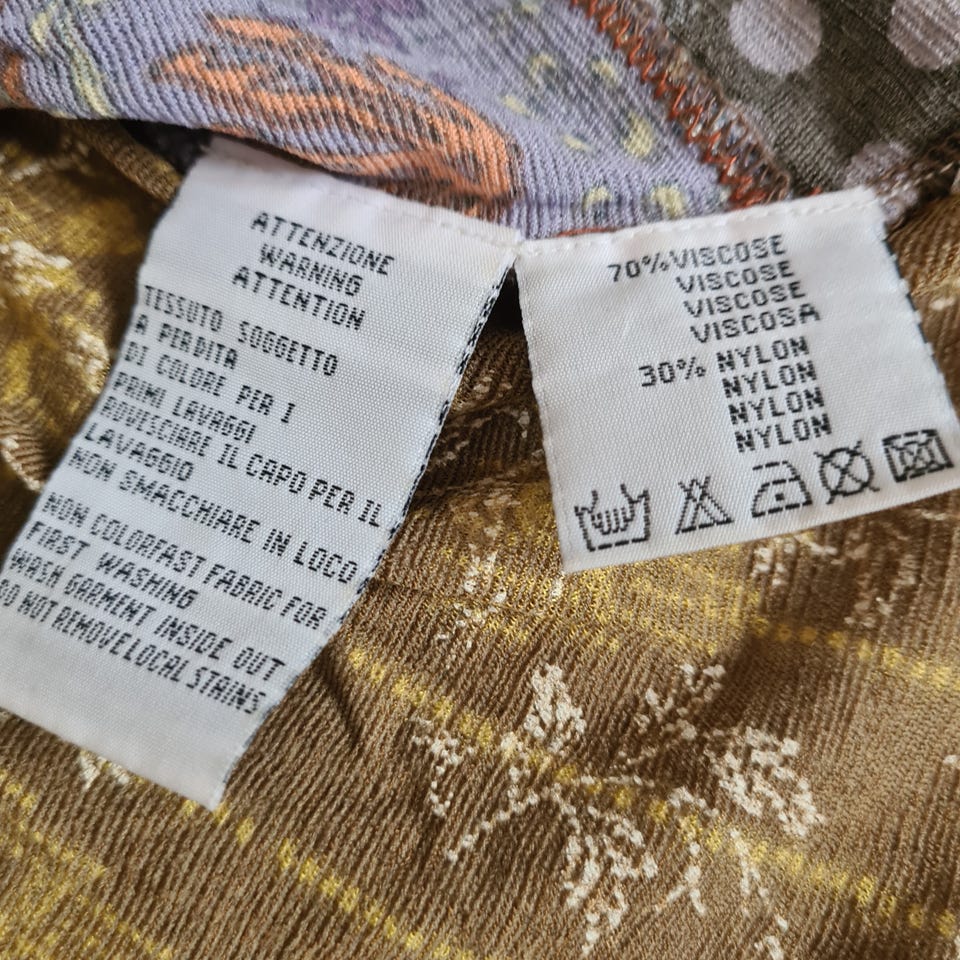 ATTENZIONE
WARNING
ATTENTION
TESSUTO SOGGETTO
A PERDITA
DI COLORE PER I
PRIMI LAVAGGI
ROVESCIARE IL CAPO PER IL
LAVAGGIO
NON SMACCHIARE IN LOCO
NON COLORFAST FABRIC FOR
FIRST WASHING
WASH GARMENT INSIDE OUT
DO NOT REMOVE LOCAL STAINS
70% VISCOSE
VISCOSE
VISCOSE
VISCOSA
30% NYLON
NYLON
NYLON
NYLON